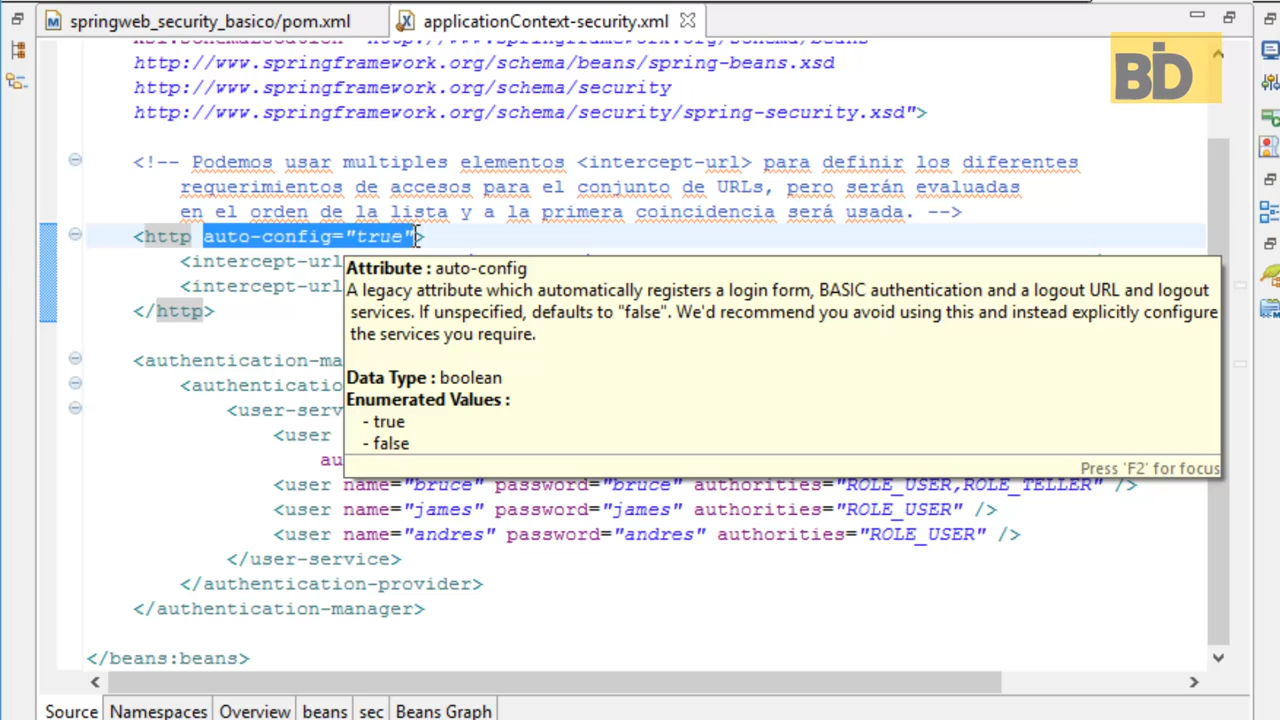 springweb_security_basico/pom.xml
applicationContext-security.xml
http://www.springframework.org/schema/beans/spring-beans.xsd
http://www.springframework.org/schema/security
http://www.springframework.org/schema/security/spring-security.xsd">
<!-- Podemos usar multiples elementos <intercept-url> para definir los diferentes
requerimientos de accesos para el conjunto de URLs, pero serán evaluadas
en el orden de la lista y a la primera coincidencia será usada. -->
<http auto-config="true">
<intercept-url
<intercept-url
</http>
Attribute : auto-config
A legacy attribute which automatically registers a login form, BASIC authentication and a logout URL and logout
services. If unspecified, defaults to "false". We'd recommend you avoid using this and instead explicitly configure
the services you require.
Data Type : boolean
Enumerated Values :
- true
- false
Press 'F2' for focus
<authentication-ma
<authenticatio
<user-serv
<user
au
<user name="bruce" password="bruce" authorities="ROLE_USER,ROLE_TELLER" />
<user name="james" password="james" authorities="ROLE_USER" />
<user name="andres" password="andres" authorities="ROLE_USER" />
</user-service>
</authentication-provider>
</authentication-manager>
</beans:beans>
Source Namespaces Overview beans sec Beans Graph
BD